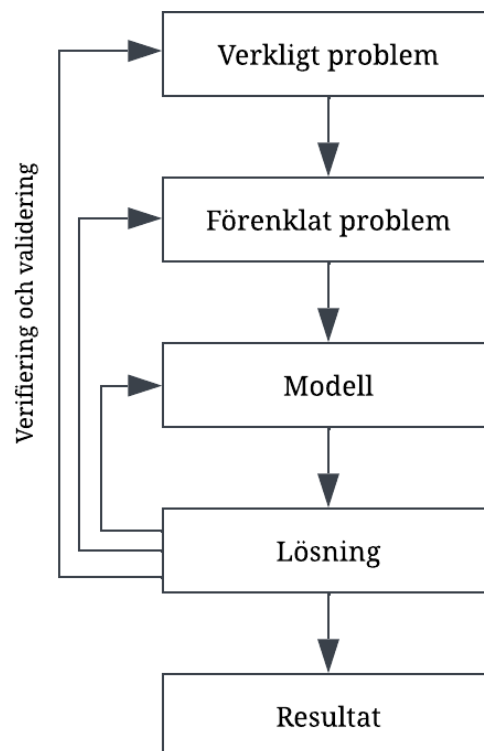 Verkligt problem
Förenklat problem
Modell
Lösning
Resultat
Verifiering och validering